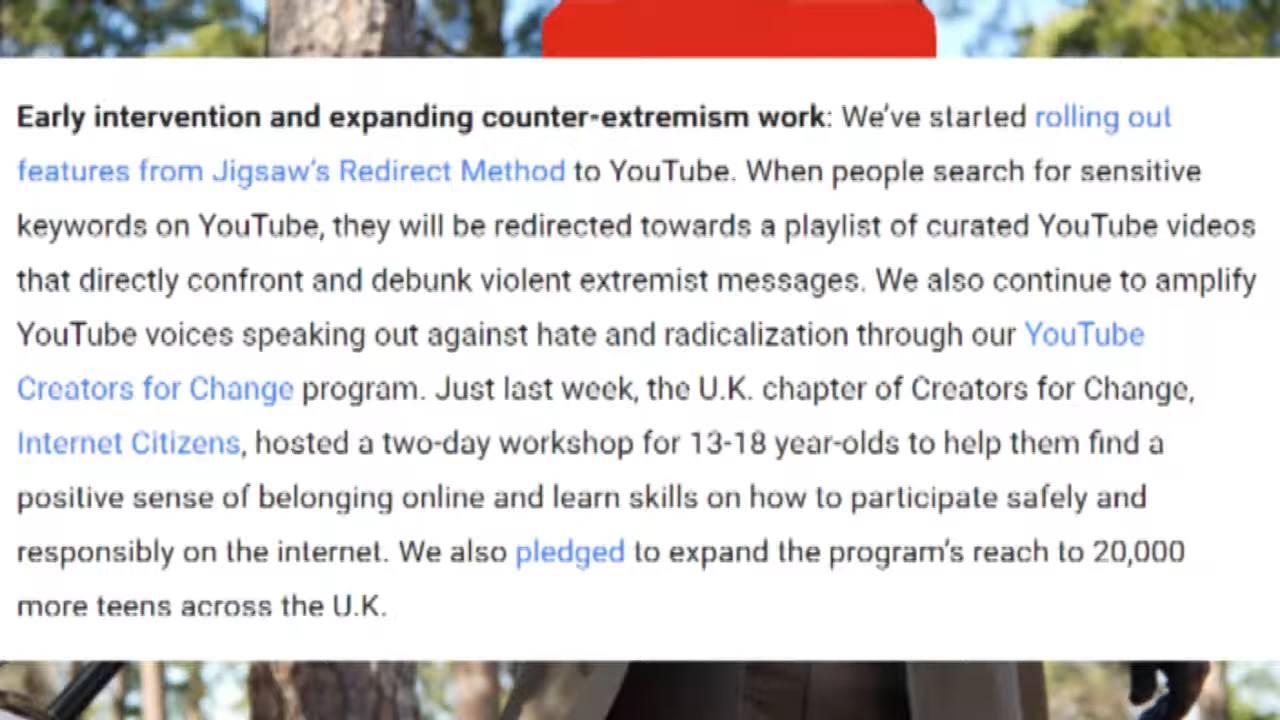 Early intervention and expanding counter-extremism work: We've started rolling out
features from Jigsaw's Redirect Method to YouTube. When people search for sensitive
keywords on YouTube, they will be redirected towards a playlist of curated YouTube videos
that directly confront and debunk violent extremist messages. We also continue to amplify
YouTube voices speaking out against hate and radicalization through our YouTube
Creators for Change program. Just last week, the U.K. chapter of Creators for Change,
Internet Citizens, hosted a two-day workshop for 13-18 year-olds to help them find a
positive sense of belonging online and learn skills on how to participate safely and
responsibly on the internet. We also pledged to expand the program's reach to 20,000
more teens across the U.K.